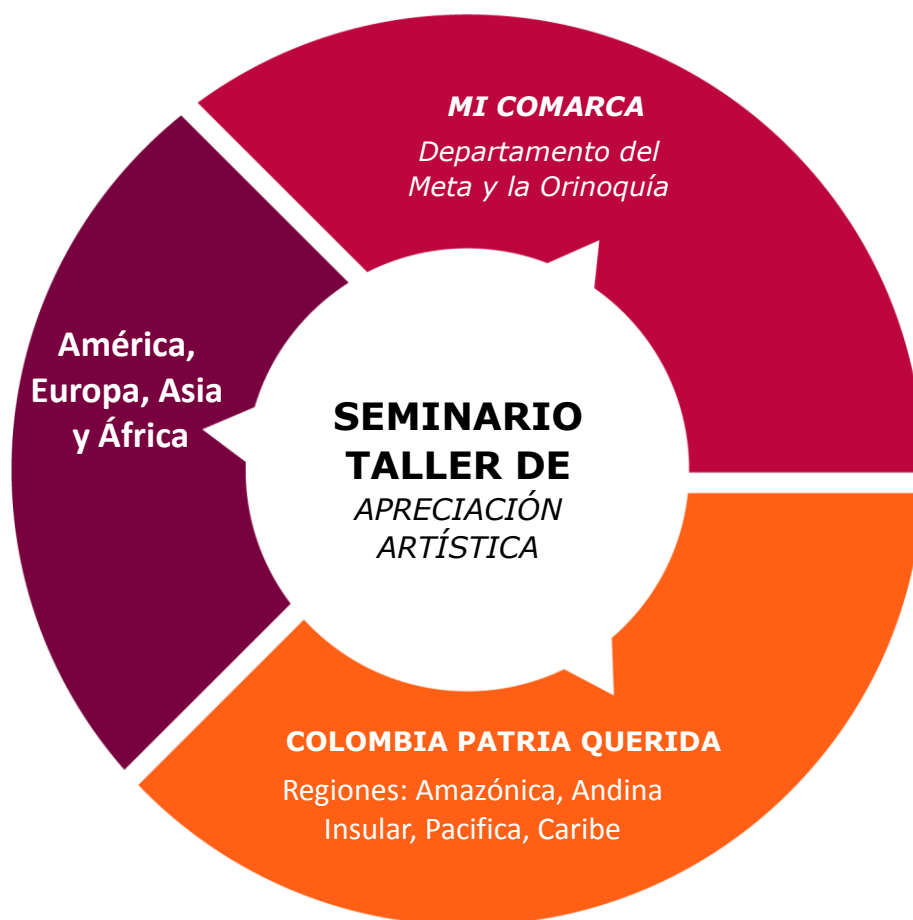 MI COMARCA
Departamento del
Meta y la Orinoquía
América,
Europa, Asia
y África
SEMINARIO
TALLER DE
APRECIACIÓN
ARTÍSTICA
COLOMBIA PATRIA QUERIDA
Regiones: Amazónica, Andina
Insular, Pacifica, Caribe